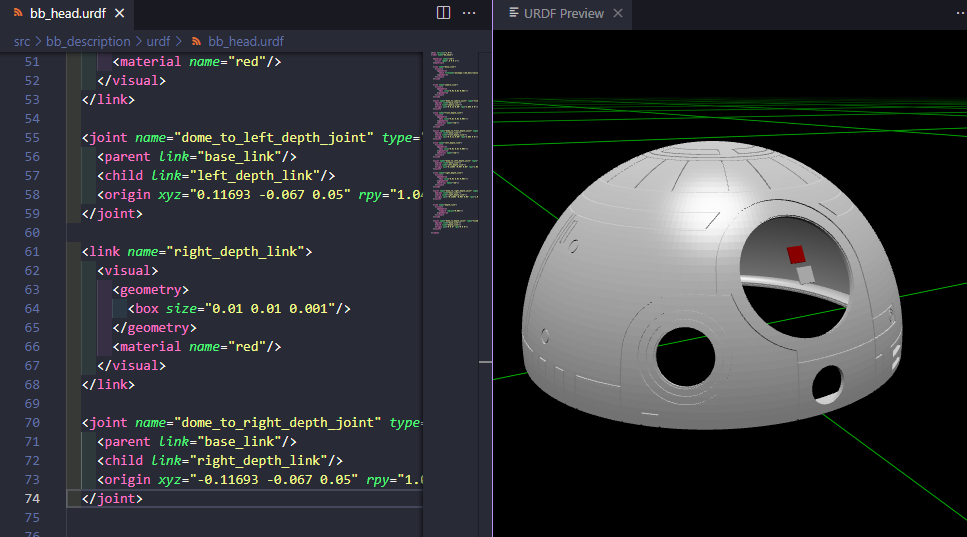 bb_head.urdf
URDF Preview
src > bb_description > urdf > bb_head.urdf
51 <material name="red"/>
52 </visual>
53 </link>
54
55 <joint name="dome_to_left_depth_joint" type="
56 <parent link="base_link"/>
57 <child link="left_depth_link"/>
58 <origin xyz="0.11693 -0.067 0.05" rpy="1.04
59 </joint>
60
61 <link name="right_depth_link">
62 <visual>
63 <geometry>
64 <box size="0.01 0.01 0.001"/>
65 </geometry>
66 <material name="red"/>
67 </visual>
68 </link>
69
70 <joint name="dome_to_right_depth_joint" type=
71 <parent link="base_link"/>
72 <child link="right_depth_link"/>
73 <origin xyz="-0.11693 -0.067 0.05" rpy="1.0
74 </joint>
75
76